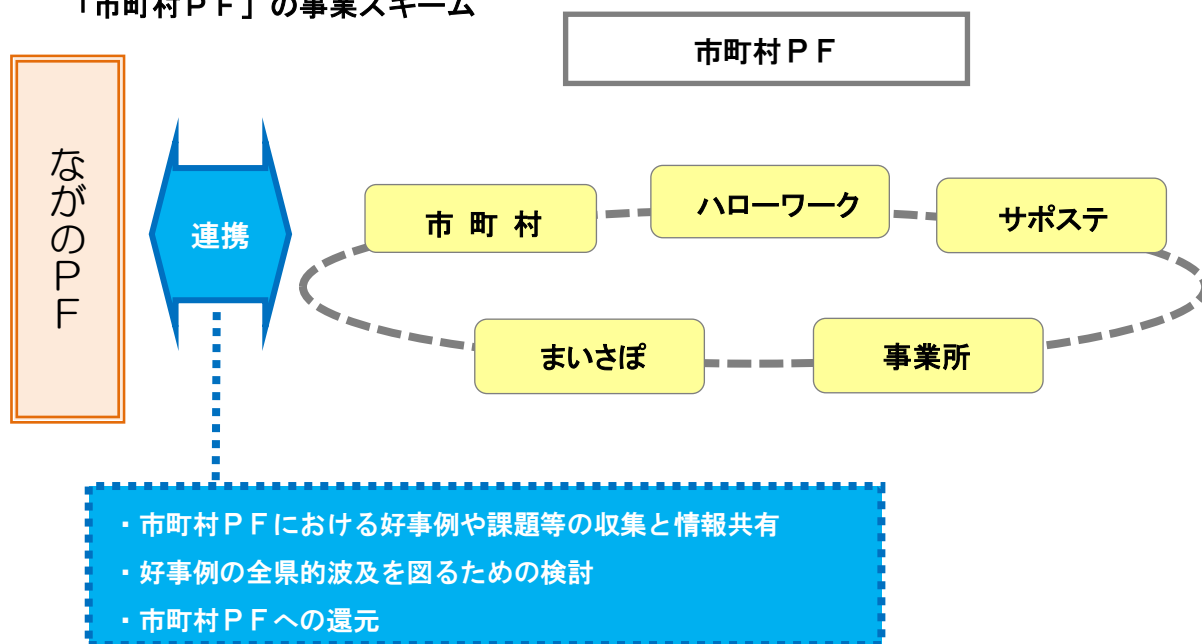 「市町村ＰＦ」の事業スキーム
市町村ＰＦ
ながのＰＦ
連携
市 町 村
ハローワーク
サポステ
まいさぽ
事業所
・市町村ＰＦにおける好事例や課題等の収集と情報共有
・好事例の全県的波及を図るための検討
・市町村ＰＦへの還元